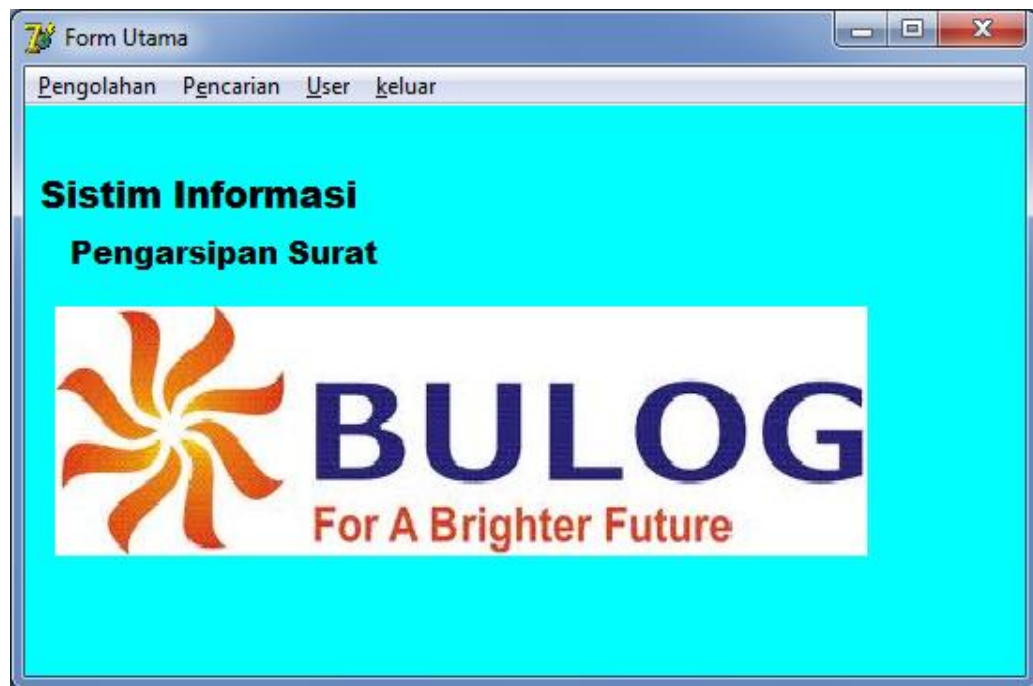 Form Utama
Pengolahan Pencarian User keluar
Sistim Informasi
Pengarsipan Surat
BULOG
For A Brighter Future